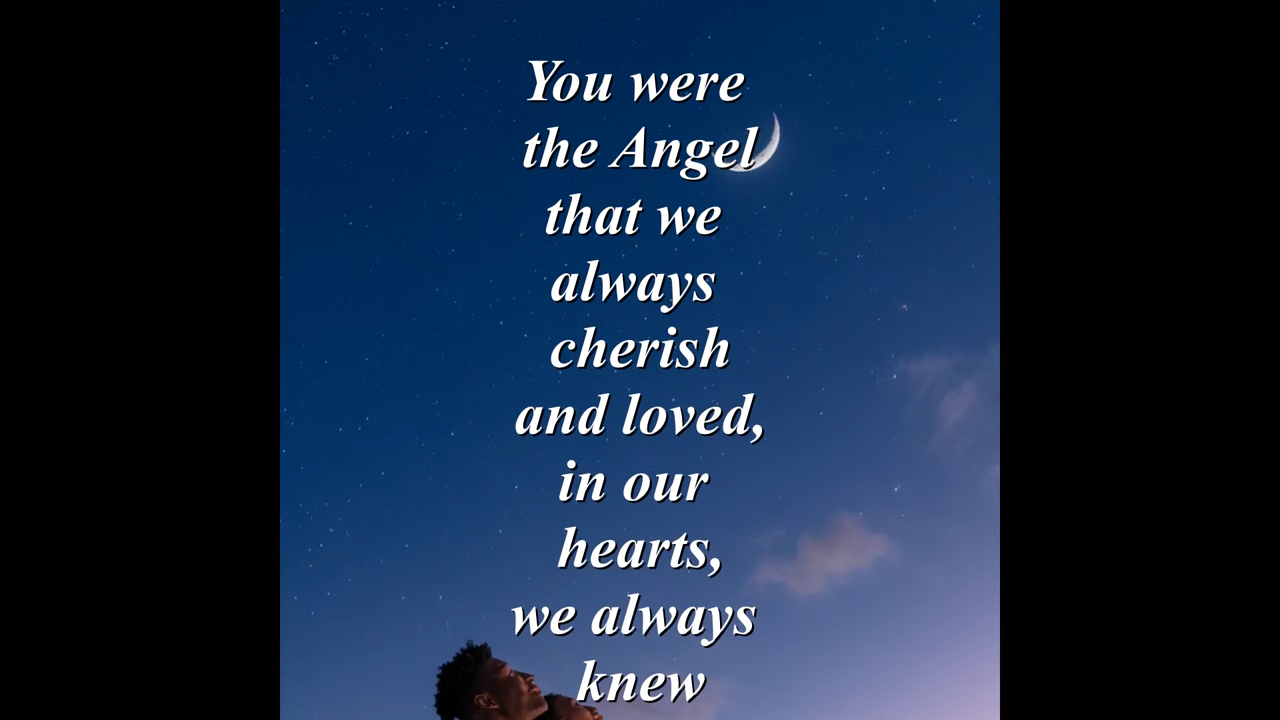 You were
the Angel
that we
always
cherish
and loved,
in our
hearts,
we always
knew